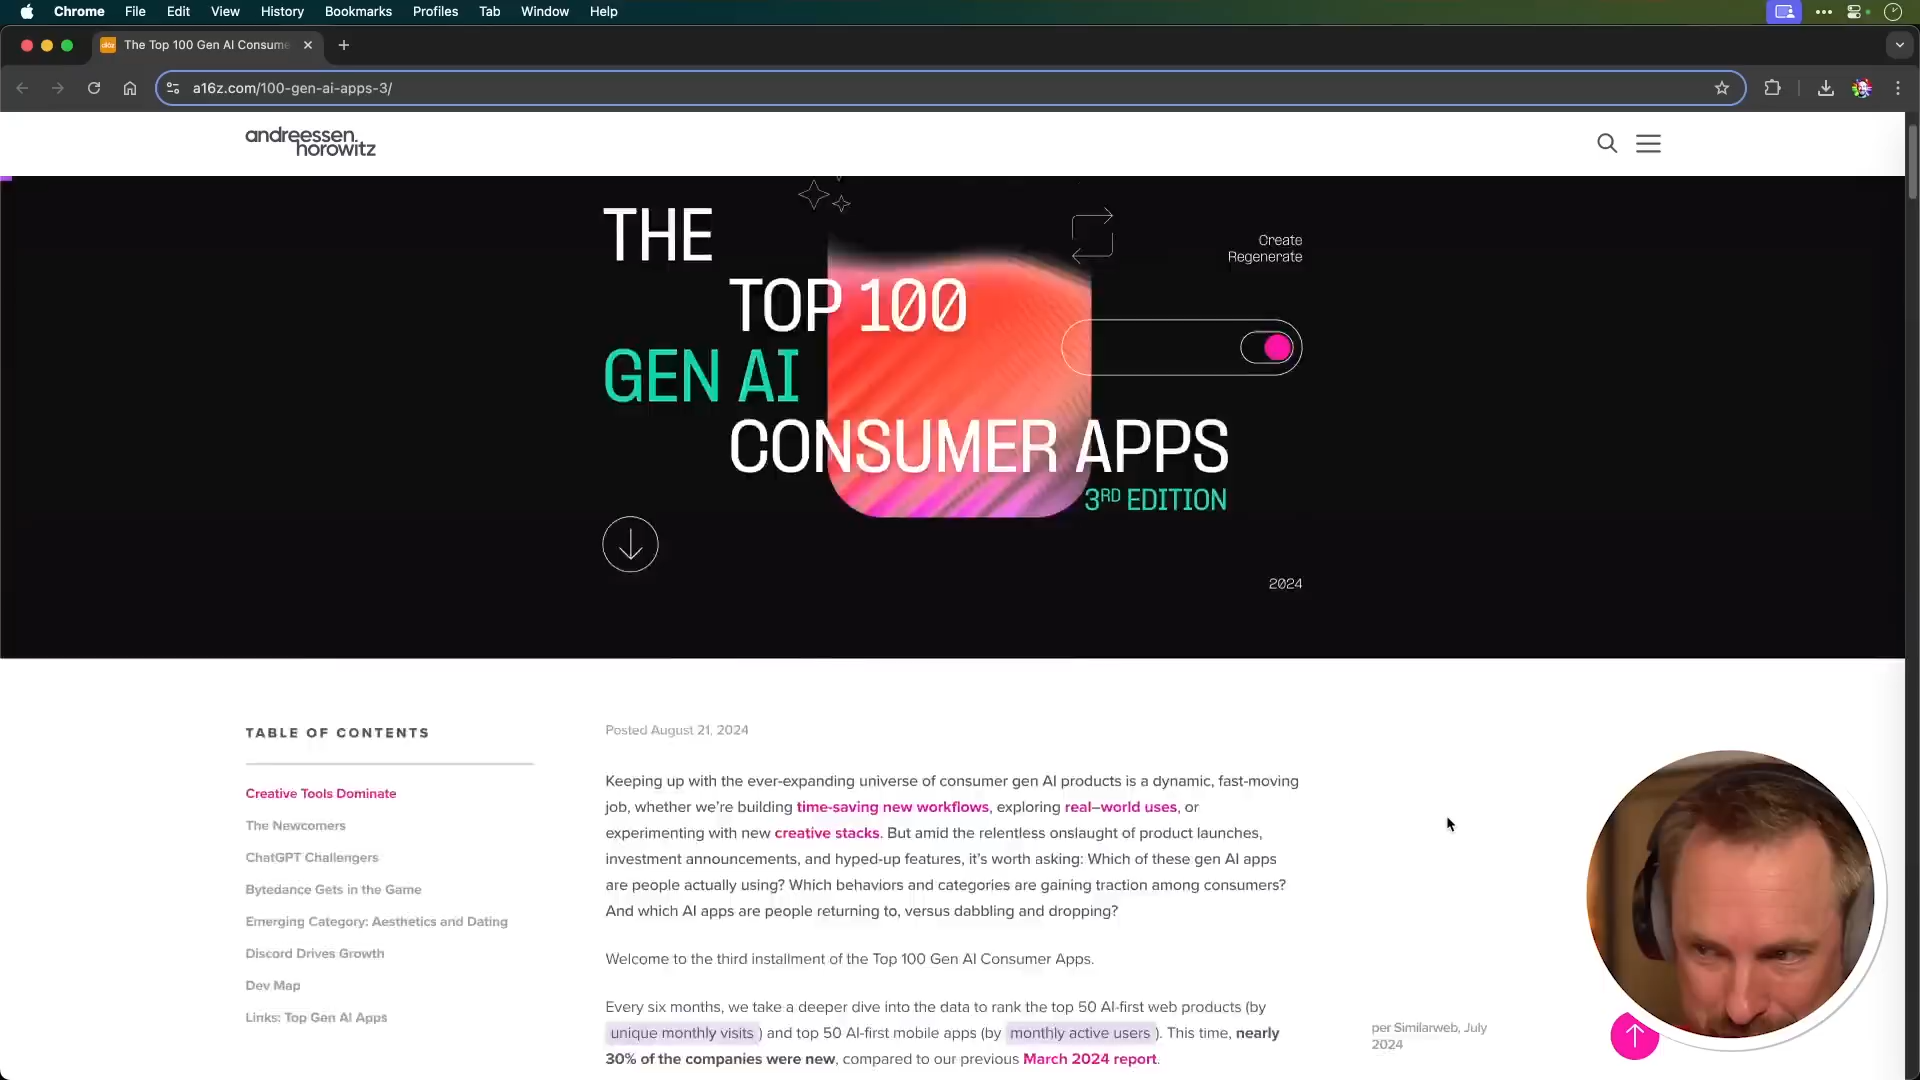 Chrome File Edit View History Bookmarks Profiles Tab Window Help
The Top 100 Gen AI Consume
a16z.com/100-gen-ai-apps-3/
andreessen.
horowitz
THE
TOP 100
GEN AI
CONSUMER APPS
3RD EDITION
Create
Regenerate
2024
TABLE OF CONTENTS
Creative Tools Dominate
The Newcomers
ChatGPT Challengers
Bytedance Gets in the Game
Emerging Category: Aesthetics and Dating
Discord Drives Growth
Dev Map
Links: Top Gen AI Apps
Posted August 21, 2024
Keeping up with the ever-expanding universe of consumer gen AI products is a dynamic, fast-moving
job, whether we're building time-saving new workflows, exploring real–world uses, or
experimenting with new creative stacks. But amid the relentless onslaught of product launches,
investment announcements, and hyped-up features, it's worth asking: Which of these gen AI apps
are people actually using? Which behaviors and categories are gaining traction among consumers?
And which AI apps are people returning to, versus dabbling and dropping?
Welcome to the third installment of the Top 100 Gen AI Consumer Apps.
Every six months, we take a deeper dive into the data to rank the top 50 AI-first web products (by
unique monthly visits ) and top 50 AI-first mobile apps (by monthly active users ). This time, nearly
30% of the companies were new, compared to our previous March 2024 report.
per Similarweb, July
2024